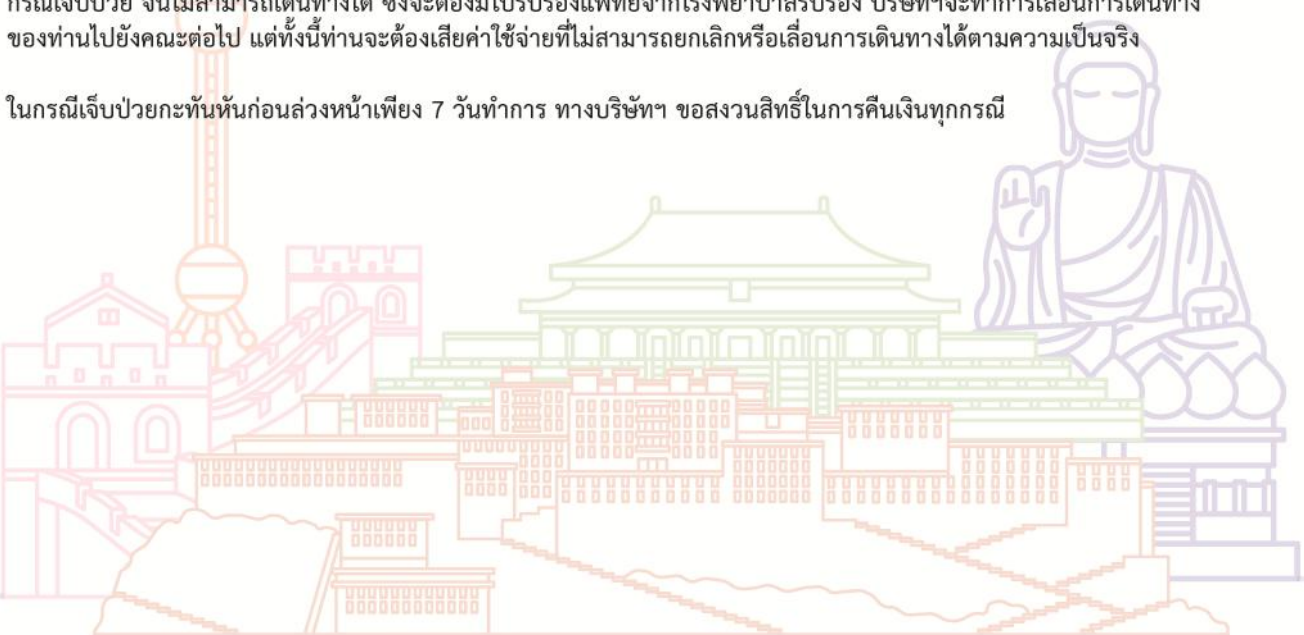 กรณีเจ็บป่วย จนไม่สามารถเดินทางได้ ซึ่งจะต้องมีใบรับรองแพทย์จากโรงพยาบาลรับรอง บริษัทฯจะทำการเลื่อนการเดินทาง
ของท่านไปยังคณะต่อไป แต่ทั้งนี้ท่านจะต้องเสียค่าใช้จ่ายที่ไม่สามารถยกเลิกหรือเลื่อนการเดินทางได้ตามความเป็นจริง
ในกรณีเจ็บป่วยกะทันหันก่อนล่วงหน้าเพียง 7 วันทำการ ทางบริษัทฯ ขอสงวนสิทธิ์ในการคืนเงินทุกกรณี